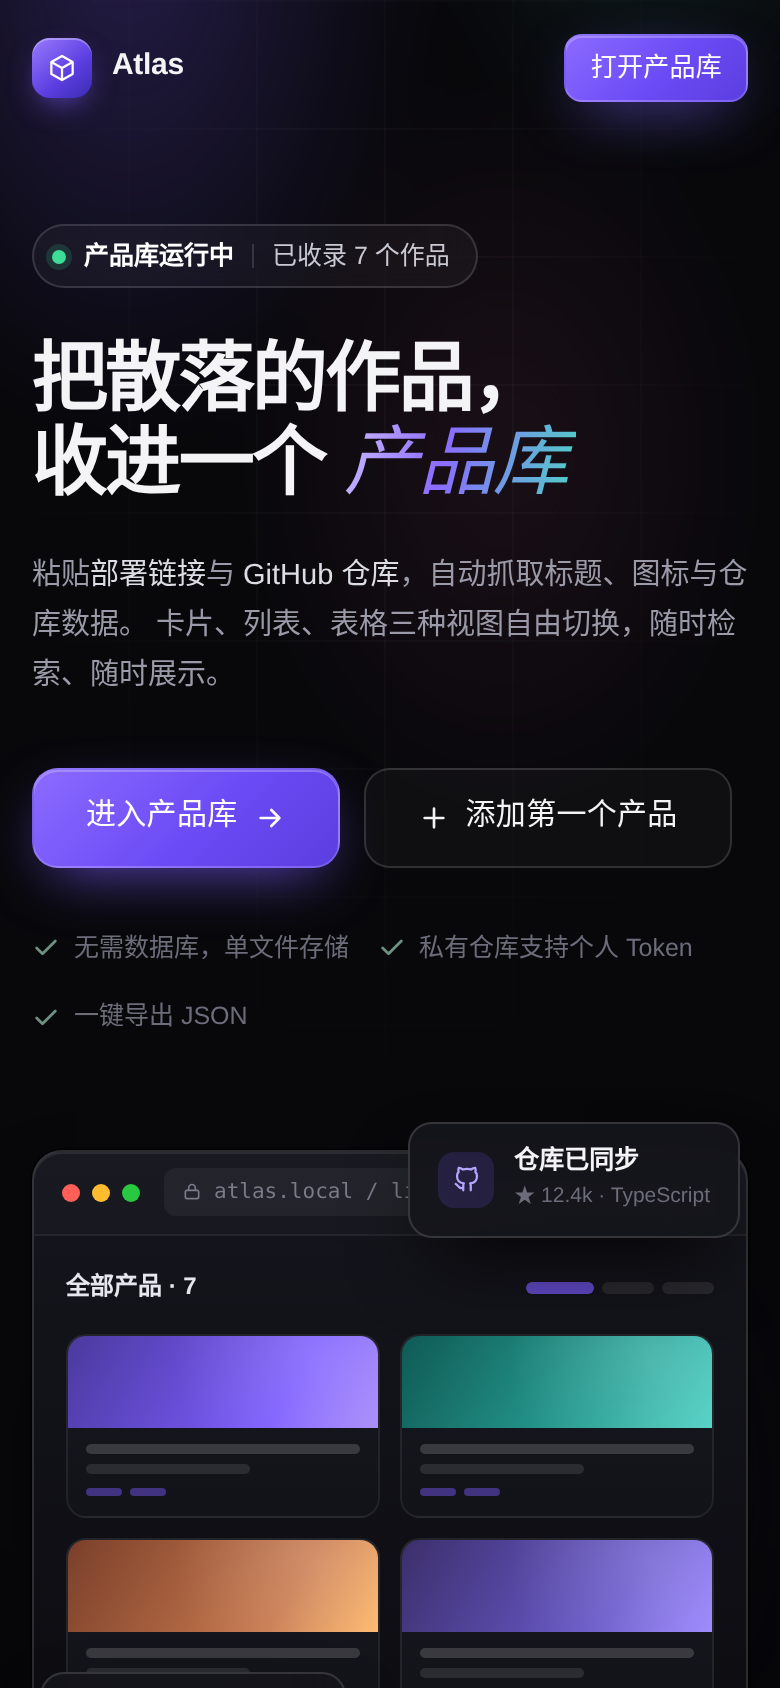 Atlas
打开产品库
产品库运行中 | 已收录 7 个作品
把散落的作品，
收进一个 产品库
粘贴部署链接与 GitHub 仓库，自动抓取标题、图标与仓
库数据。 卡片、列表、表格三种视图自由切换，随时检
索、随时展示。
进入产品库 →
+ 添加第一个产品
无需数据库，单文件存储
私有仓库支持个人 Token
一键导出 JSON
仓库已同步
★ 12.4k · TypeScript
atlas.local /
全部产品 · 7